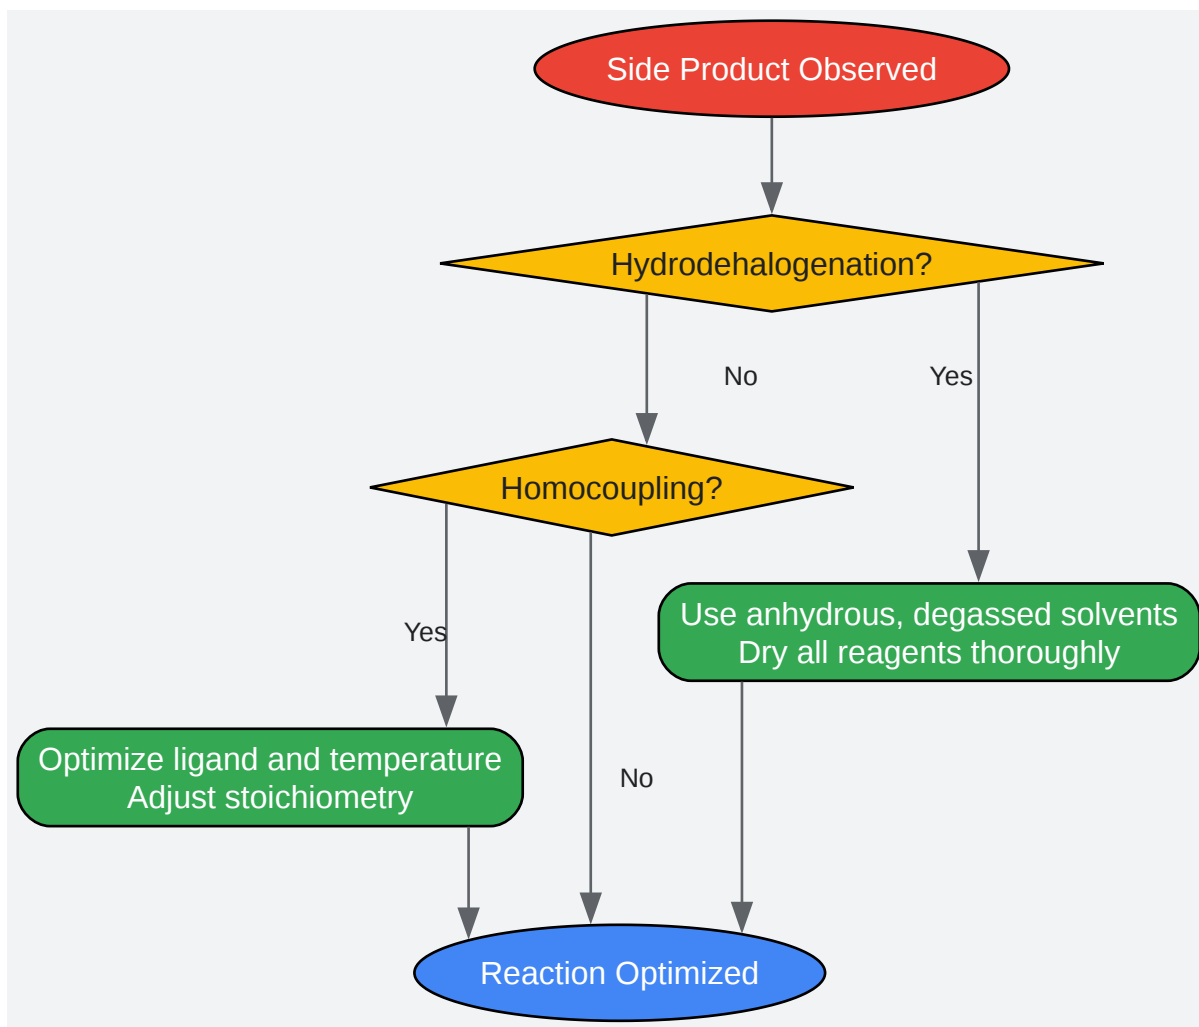 Side Product Observed
Hydrodehalogenation?
No
Yes
Homocoupling?
Use anhydrous, degassed solvents
Dry all reagents thoroughly
Yes
Optimize ligand and temperature
Adjust stoichiometry
No
Reaction Optimized